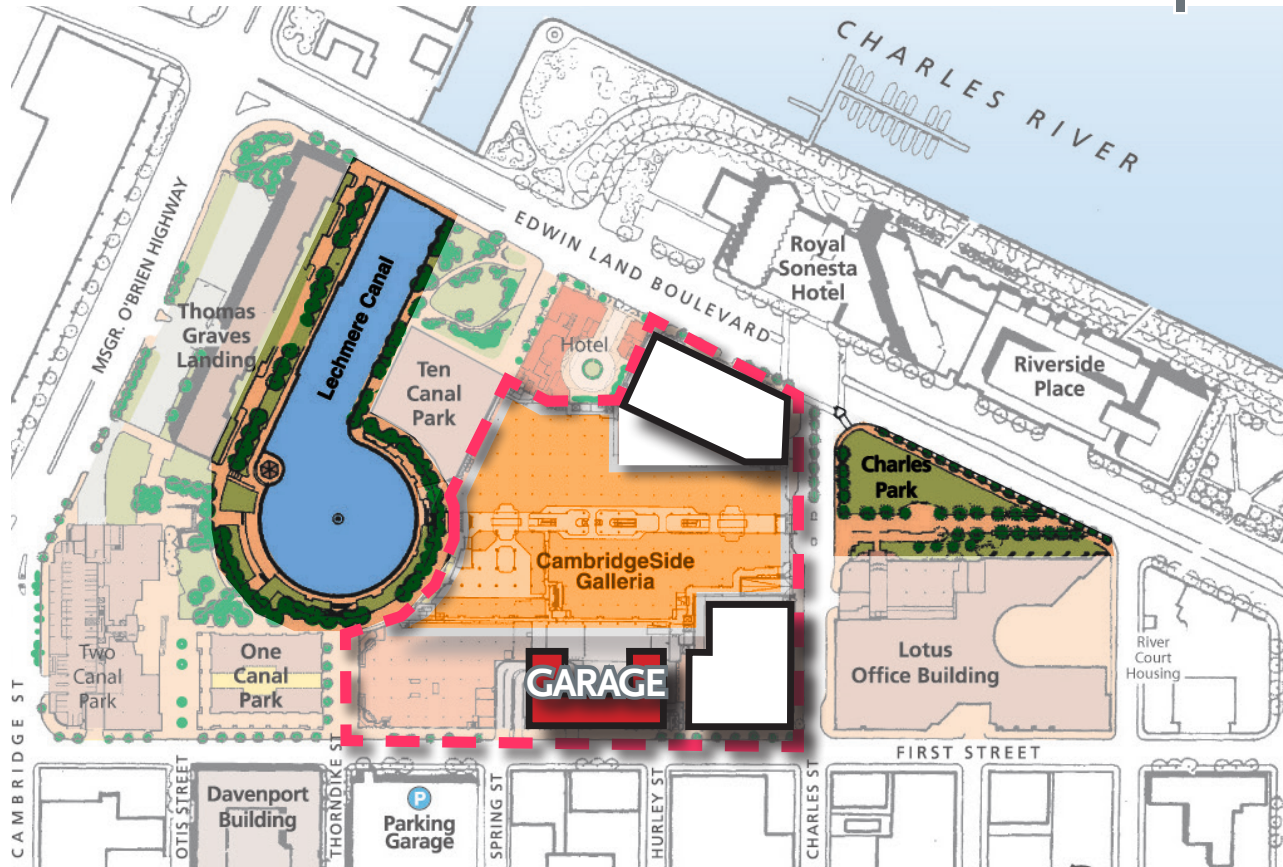 CHARLES RIVER
MSGR. O'BRIEN HIGHWAY
EDWIN LAND BOULEVARD
Royal
Sonesta
Hotel
Thomas
Graves
Landing
Lechmere Canal
Hotel
Riverside
Place
Ten
Canal
Park
Charles
Park
CambridgeSide
Galleria
Two
Canal
Park
One
Canal
Park
GARAGE
Lotus
Office Building
River
Court
Housing
FIRST STREET
CAMBRIDGE ST
OTIS STREET
THORNDIKE ST
SPRING ST
HURLEY ST
CHARLES ST
Davenport
Building
P
Parking
Garage